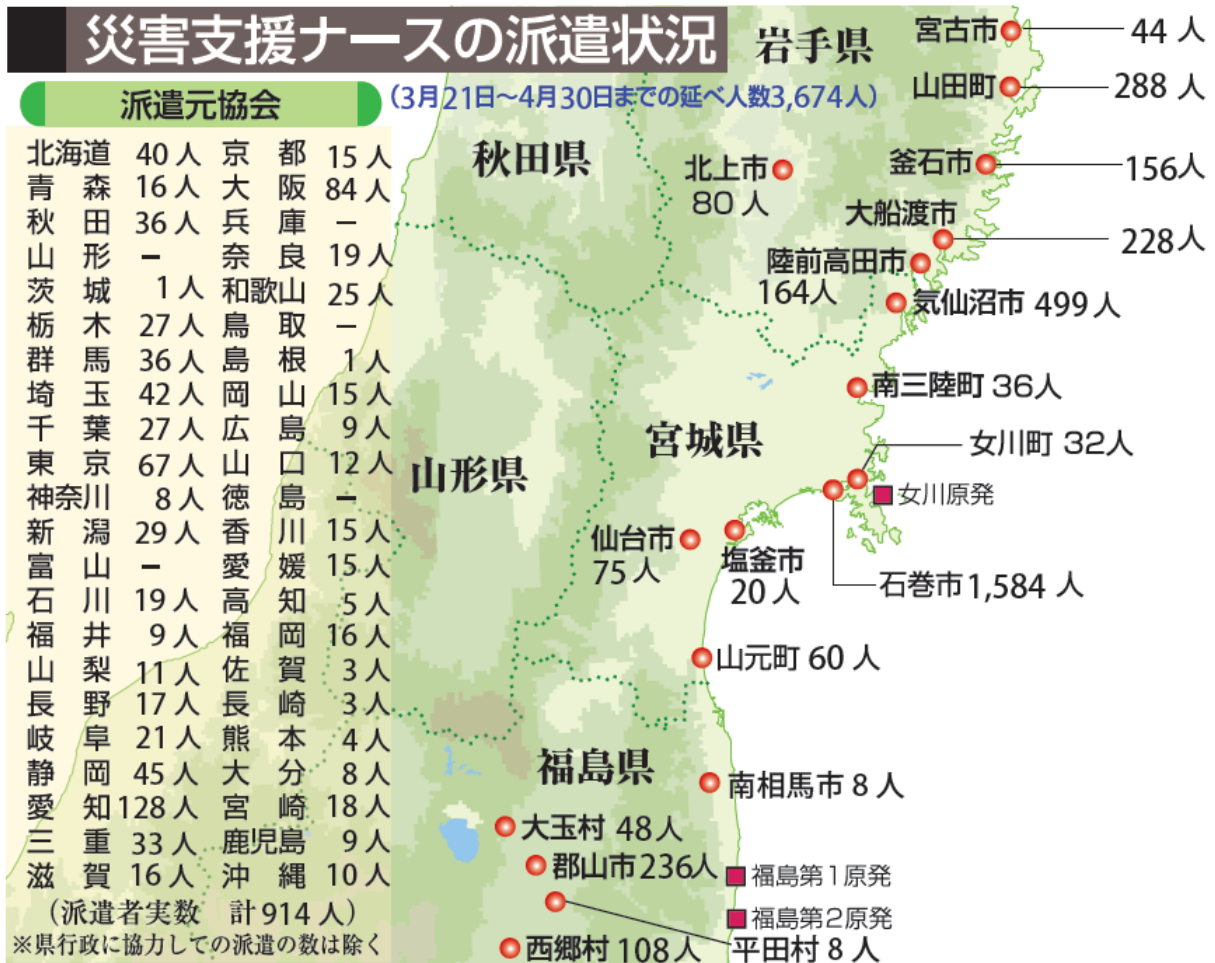 災害支援ナースの派遣状況
(3月21日～4月30日までの延べ人数3,674人)
派遣元協会
北海道 40人 京都 15人
青森 16人 大阪 84人
秋田 36人 兵庫 －
山形 － 奈良 19人
茨城 1人 和歌山 25人
栃木 27人 鳥取 －
群馬 36人 島根 1人
埼玉 42人 岡山 15人
千葉 27人 広島 9人
東京 67人 山口 12人
神奈川 8人 徳島 －
新潟 29人 香川 15人
富山 － 愛媛 15人
石川 19人 高知 5人
福井 9人 福岡 16人
山梨 11人 佐賀 3人
長野 17人 長崎 3人
岐阜 21人 熊本 4人
静岡 45人 大分 8人
愛知 128人 宮崎 18人
三重 33人 鹿児島 9人
滋賀 16人 沖縄 10人
(派遣者実数 計914人)
※県行政に協力しての派遣の数は除く
岩手県
宮古市 44人
山田町 288人
秋田県
北上市
80人
釜石市 156人
大船渡市
228人
陸前高田市
164人
気仙沼市 499人
南三陸町 36人
宮城県
女川町 32人
山形県
女川原発
仙台市
75人
塩釜市
20人
石巻市 1,584人
山元町 60人
福島県
南相馬市 8人
大玉村 48人
郡山市 236人
福島第1原発
福島第2原発
平田村 8人
西郷村 108人